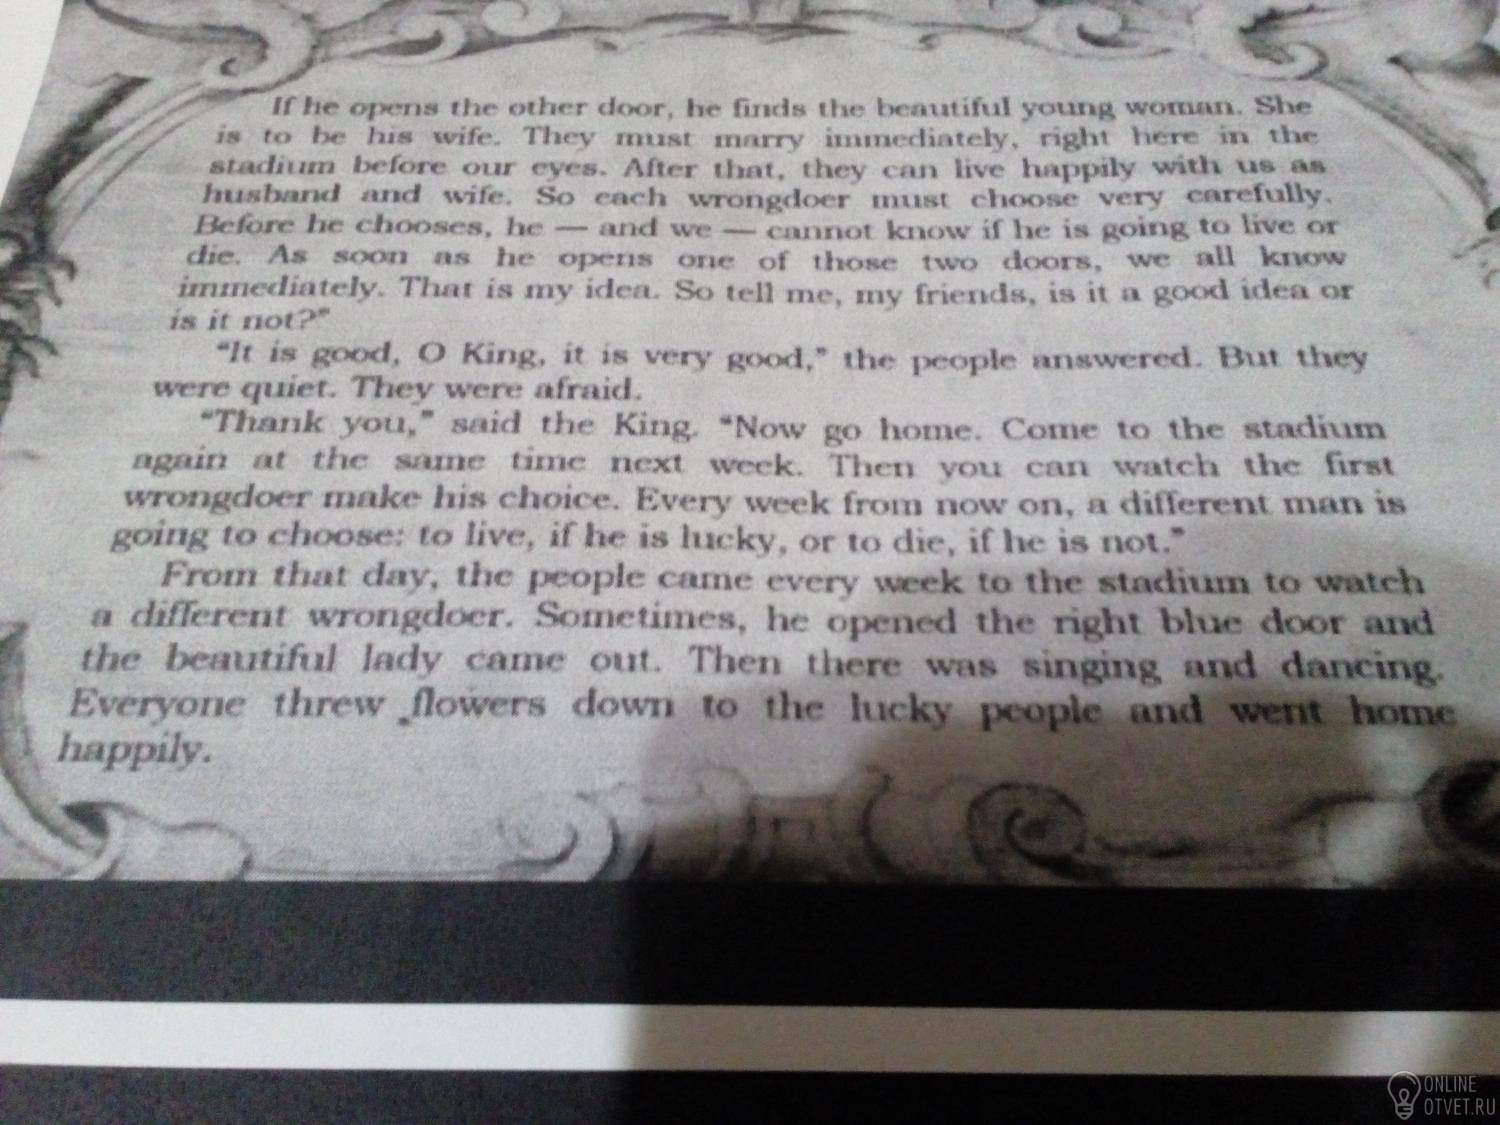 If he opens the other door, he finds the beautiful young woman. She
is to be his wife. They must marry immediately, right here in the
stadium before our eyes. After that, they can live happily with us as
husband and wife. So each wrongdoer must choose very carefully.
Before he chooses, he — and we — cannot know if he is going to live or
die. As soon as he opens one of those two doors, we all know
immediately. That is my idea. So tell me, my friends, is it a good idea or
is it not?"
"It is good, O King, it is very good," the people answered. But they
were quiet. They were afraid.
"Thank you," said the King. "Now go home. Come to the stadium
again at the same time next week. Then you can watch the first
wrongdoer make his choice. Every week from now on, a different man is
going to choose: to live, if he is lucky, or to die, if he is not."
From that day, the people came every week to the stadium to watch
a different wrongdoer. Sometimes, he opened the right blue door and
the beautiful lady came out. Then there was singing and dancing.
Everyone threw flowers down to the lucky people and went home
happily.
ONLINE
OTVET.RU